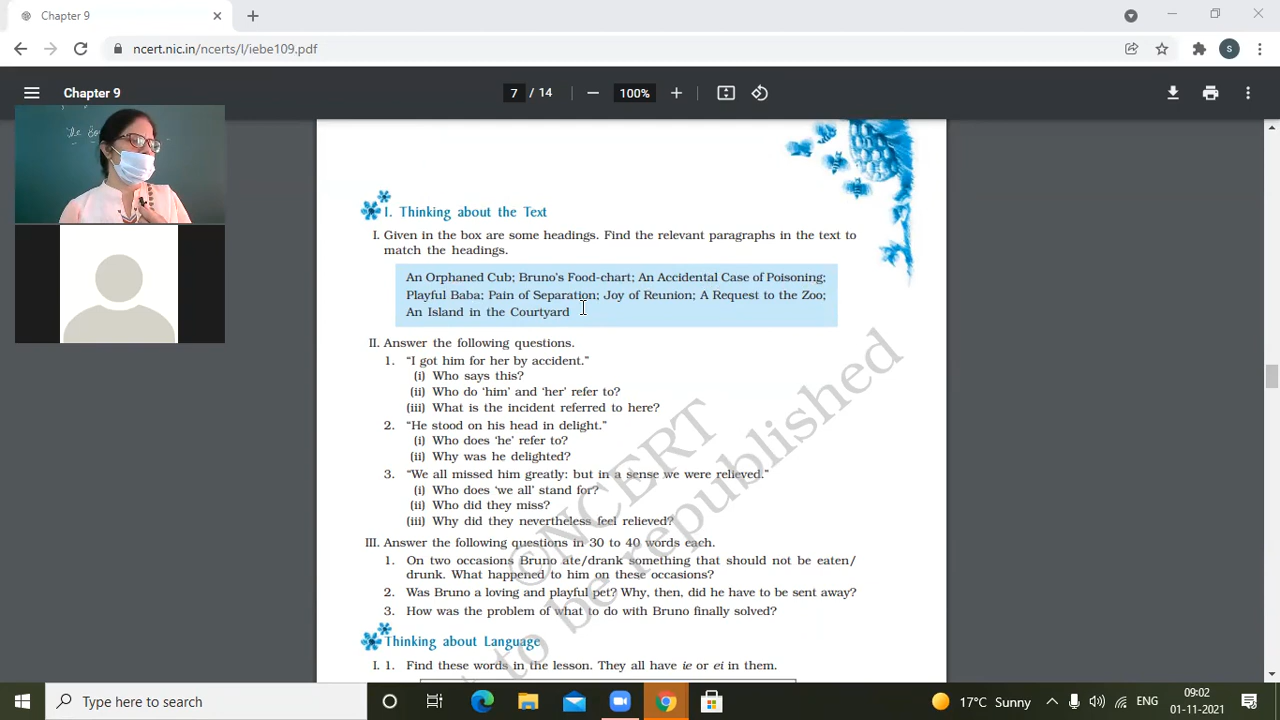 Chapter 9
ncert.nic.in/ncerts/l/iebe109.pdf
S
Chapter 9
7 / 14
100%
I. Thinking about the Text
I. Given in the box are some headings. Find the relevant paragraphs in the text to
match the headings.
An Orphaned Cub; Bruno's Food-chart; An Accidental Case of Poisoning;
Playful Baba; Pain of Separation; Joy of Reunion; A Request to the Zoo;
An Island in the Courtyard
II. Answer the following questions.
1. “I got him for her by accident.”
(i) Who says this?
(ii) Who do ‘him’ and ‘her’ refer to?
(iii) What is the incident referred to here?
2. “He stood on his head in delight.”
(i) Who does ‘he’ refer to?
(ii) Why was he delighted?
3. “We all missed him greatly: but in a sense we were relieved.”
(i) Who does ‘we all’ stand for?
(ii) Who did they miss?
(iii) Why did they nevertheless feel relieved?
III. Answer the following questions in 30 to 40 words each.
1. On two occasions Bruno ate/drank something that should not be eaten/
drunk. What happened to him on these occasions?
2. Was Bruno a loving and playful pet? Why, then, did he have to be sent away?
3. How was the problem of what to do with Bruno finally solved?
Thinking about Language
I. 1. Find these words in the lesson. They all have ie or ei in them.
©NCERT
to be republished
Type here to search
17°C Sunny
ENG
09:02
01-11-2021